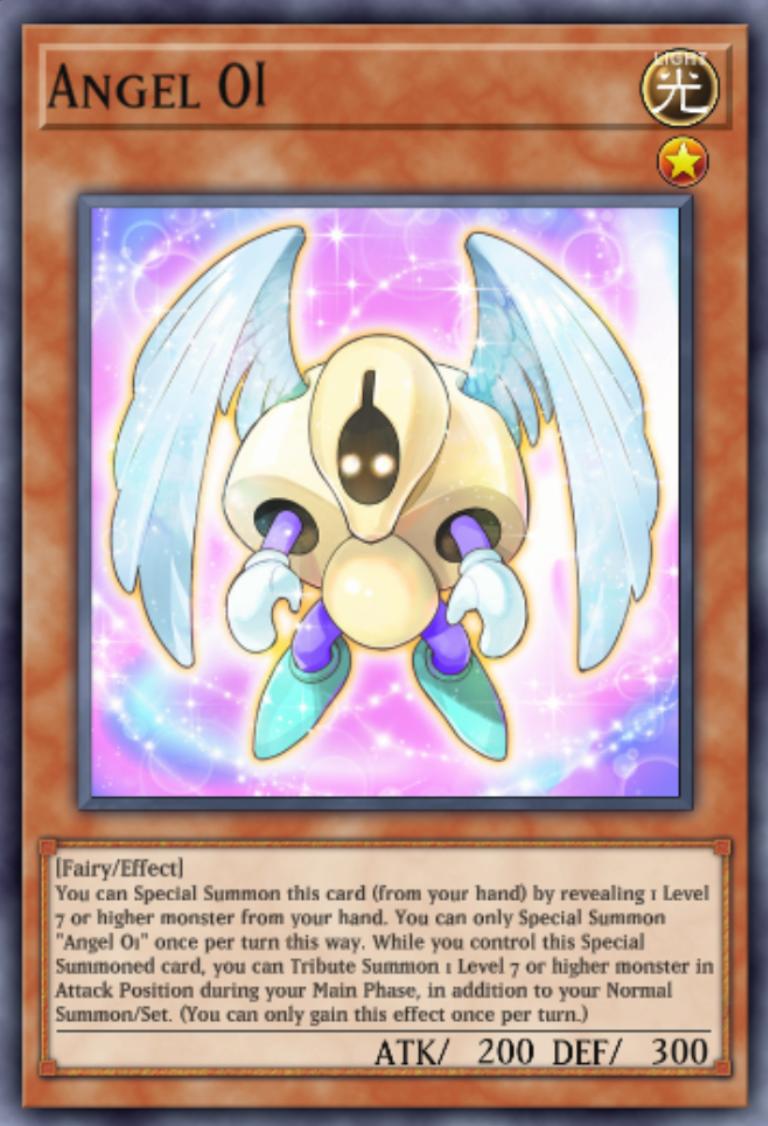 Angel O1
LIGHT
光
[Fairy/Effect]
You can Special Summon this card (from your hand) by revealing 1 Level
7 or higher monster from your hand. You can only Special Summon
"Angel O1" once per turn this way. While you control this Special
Summoned card, you can Tribute Summon 1 Level 7 or higher monster in
Attack Position during your Main Phase, in addition to your Normal
Summon/Set. (You can only gain this effect once per turn.)
ATK/ 200 DEF/ 300